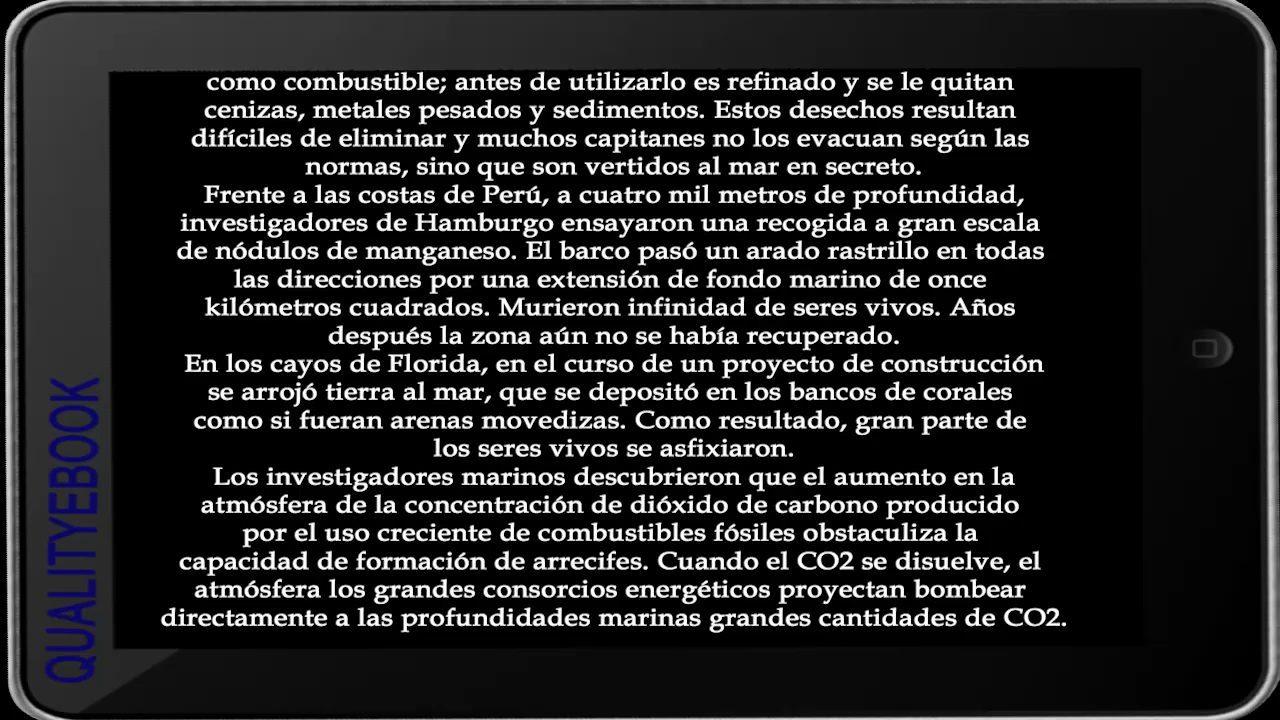 como combustible; antes de utilizarlo es refinado y se le quitan
cenizas, metales pesados y sedimentos. Estos desechos resultan
difíciles de eliminar y muchos capitanes no los evacuan según las
normas, sino que son vertidos al mar en secreto.
Frente a las costas de Perú, a cuatro mil metros de profundidad,
investigadores de Hamburgo ensayaron una recogida a gran escala
de nódulos de manganeso. El barco pasó un arado rastrillo en todas
las direcciones por una extensión de fondo marino de once
kilómetros cuadrados. Murieron infinidad de seres vivos. Años
después la zona aún no se había recuperado.
En los cayos de Florida, en el curso de un proyecto de construcción
se arrojó tierra al mar, que se depositó en los bancos de corales
como si fueran arenas movedizas. Como resultado, gran parte de
los seres vivos se asfixiaron.
Los investigadores marinos descubrieron que el aumento en la
atmósfera de la concentración de dióxido de carbono producido
por el uso creciente de combustibles fósiles obstaculiza la
capacidad de formación de arrecifes. Cuando el CO2 se disuelve, el
atmósfera los grandes consorcios energéticos proyectan bombear
directamente a las profundidades marinas grandes cantidades de CO2.
QUALITYEBOOK